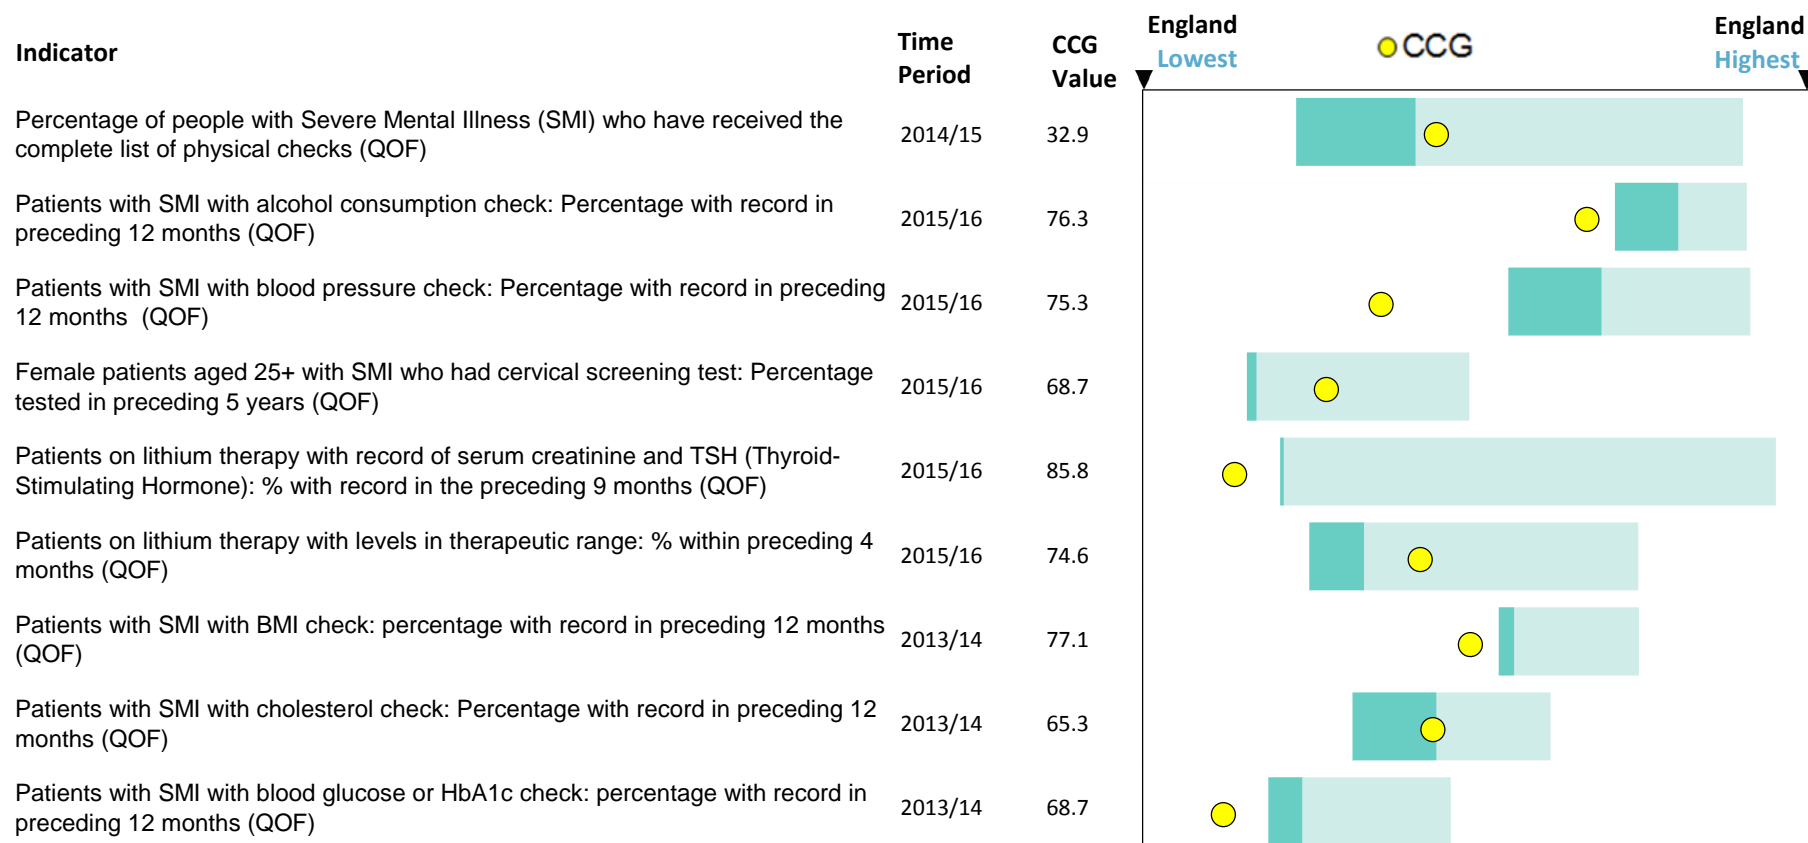 Indicator
Time Period
CCG Value
England Lowest
CCG
England Highest
Percentage of people with Severe Mental Illness (SMI) who have received the
complete list of physical checks (QOF)
2014/15
32.9
Patients with SMI with alcohol consumption check: Percentage with record in
preceding 12 months (QOF)
2015/16
76.3
Patients with SMI with blood pressure check: Percentage with record in preceding
12 months  (QOF)
2015/16
75.3
Female patients aged 25+ with SMI who had cervical screening test: Percentage
tested in preceding 5 years (QOF)
2015/16
68.7
Patients on lithium therapy with record of serum creatinine and TSH (Thyroid-
Stimulating Hormone): % with record in the preceding 9 months (QOF)
2015/16
85.8
Patients on lithium therapy with levels in therapeutic range: % within preceding 4
months (QOF)
2015/16
74.6
Patients with SMI with BMI check: percentage with record in preceding 12 months
(QOF)
2013/14
77.1
Patients with SMI with cholesterol check: Percentage with record in preceding 12
months (QOF)
2013/14
65.3
Patients with SMI with blood glucose or HbA1c check: percentage with record in
preceding 12 months (QOF)
2013/14
68.7